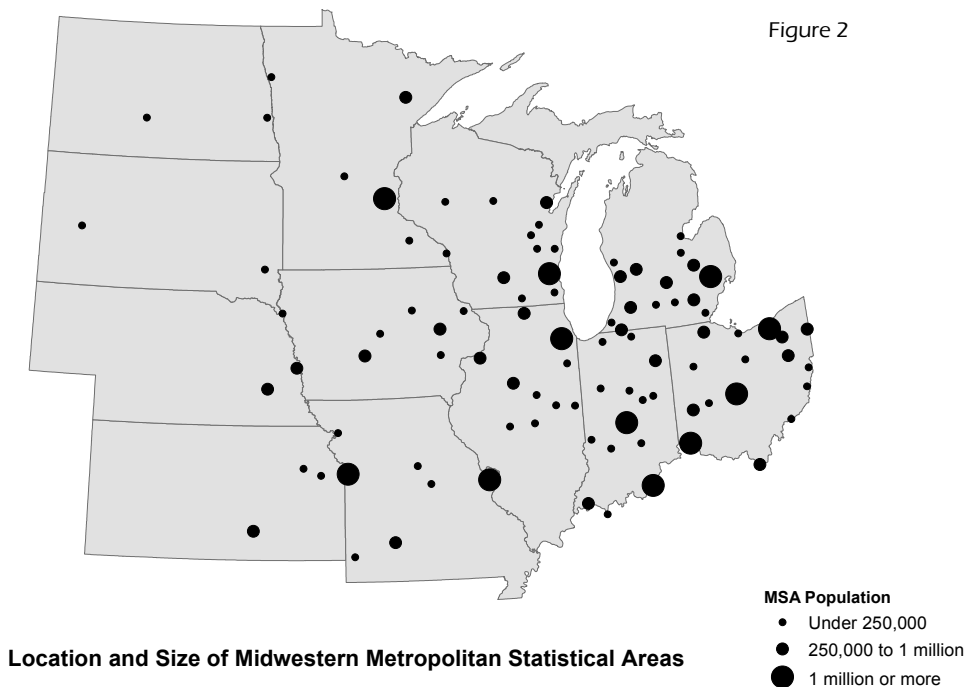 Figure 2
MSA Population
Under 250,000
250,000 to 1 million
1 million or more
Location and Size of Midwestern Metropolitan Statistical Areas